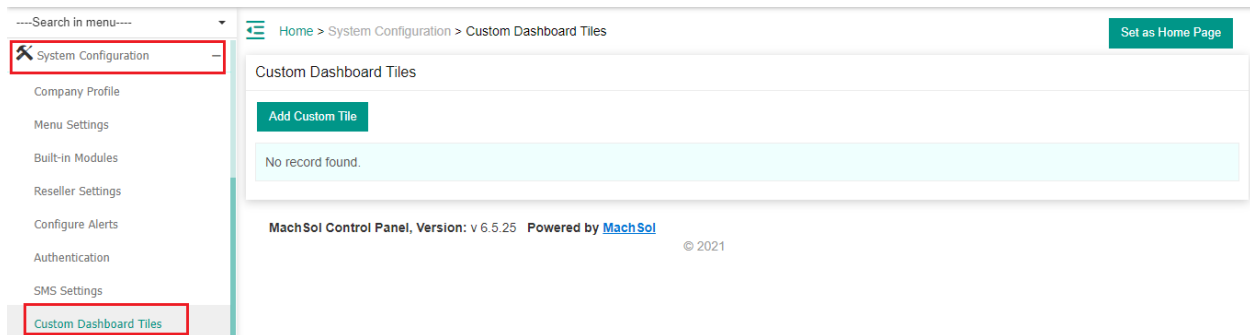 ----Search in menu----
System Configuration
Company Profile
Menu Settings
Built-in Modules
Reseller Settings
Configure Alerts
Authentication
SMS Settings
Custom Dashboard Tiles
Home > System Configuration > Custom Dashboard Tiles
Set as Home Page
Custom Dashboard Tiles
Add Custom Tile
No record found.
MachSol Control Panel, Version: v 6.5.25 Powered by MachSol
© 2021